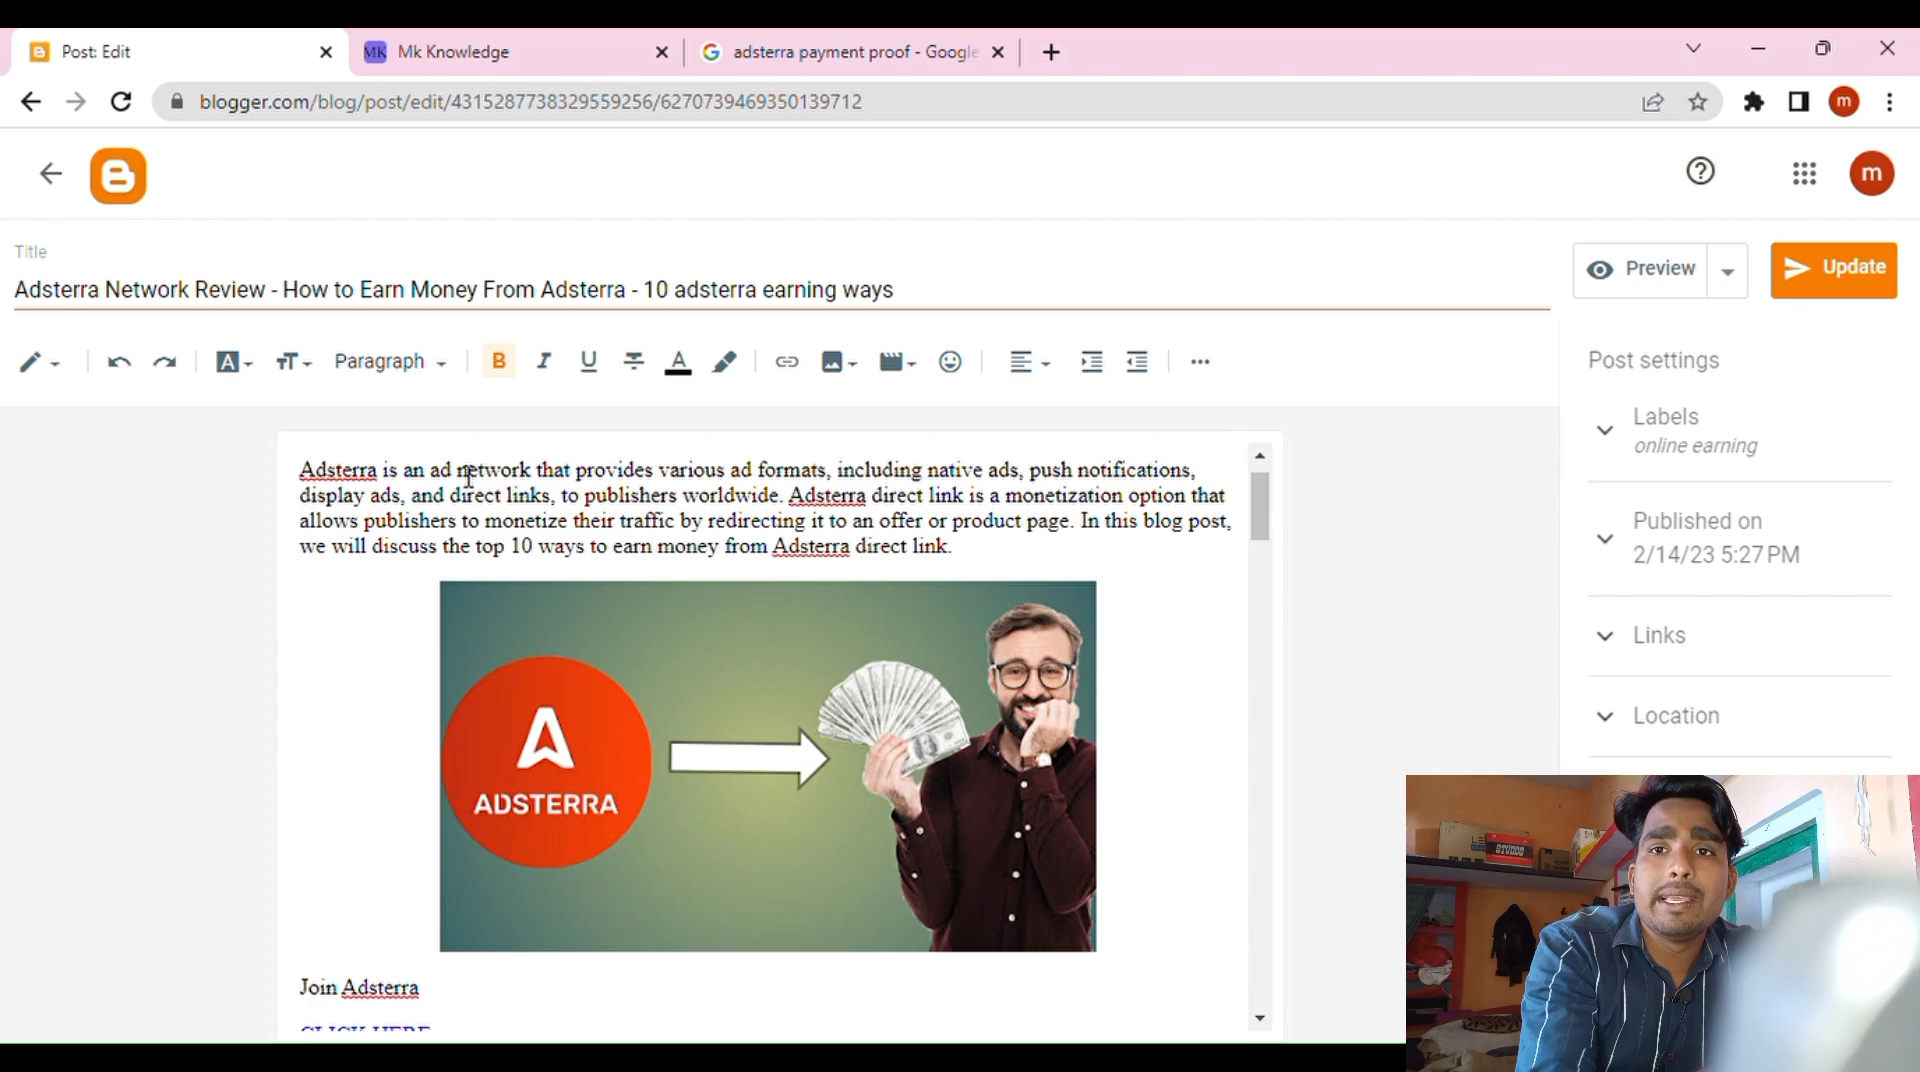 Post: Edit
Mk Knowledge
adsterra payment proof - Google
blogger.com/blog/post/edit/4315287738329559256/6270739469350139712
m
m
Title
Adsterra Network Review - How to Earn Money From Adsterra - 10 adsterra earning ways
Preview
Update
Paragraph
Post settings
Labels
online earning
Published on
2/14/23 5:27 PM
Links
Location
Adsterra is an ad network that provides various ad formats, including native ads, push notifications,
display ads, and direct links, to publishers worldwide. Adsterra direct link is a monetization option that
allows publishers to monetize their traffic by redirecting it to an offer or product page. In this blog post,
we will discuss the top 10 ways to earn money from Adsterra direct link.
ADSTERRA
Join Adsterra
CLICK HERE
STUDDS